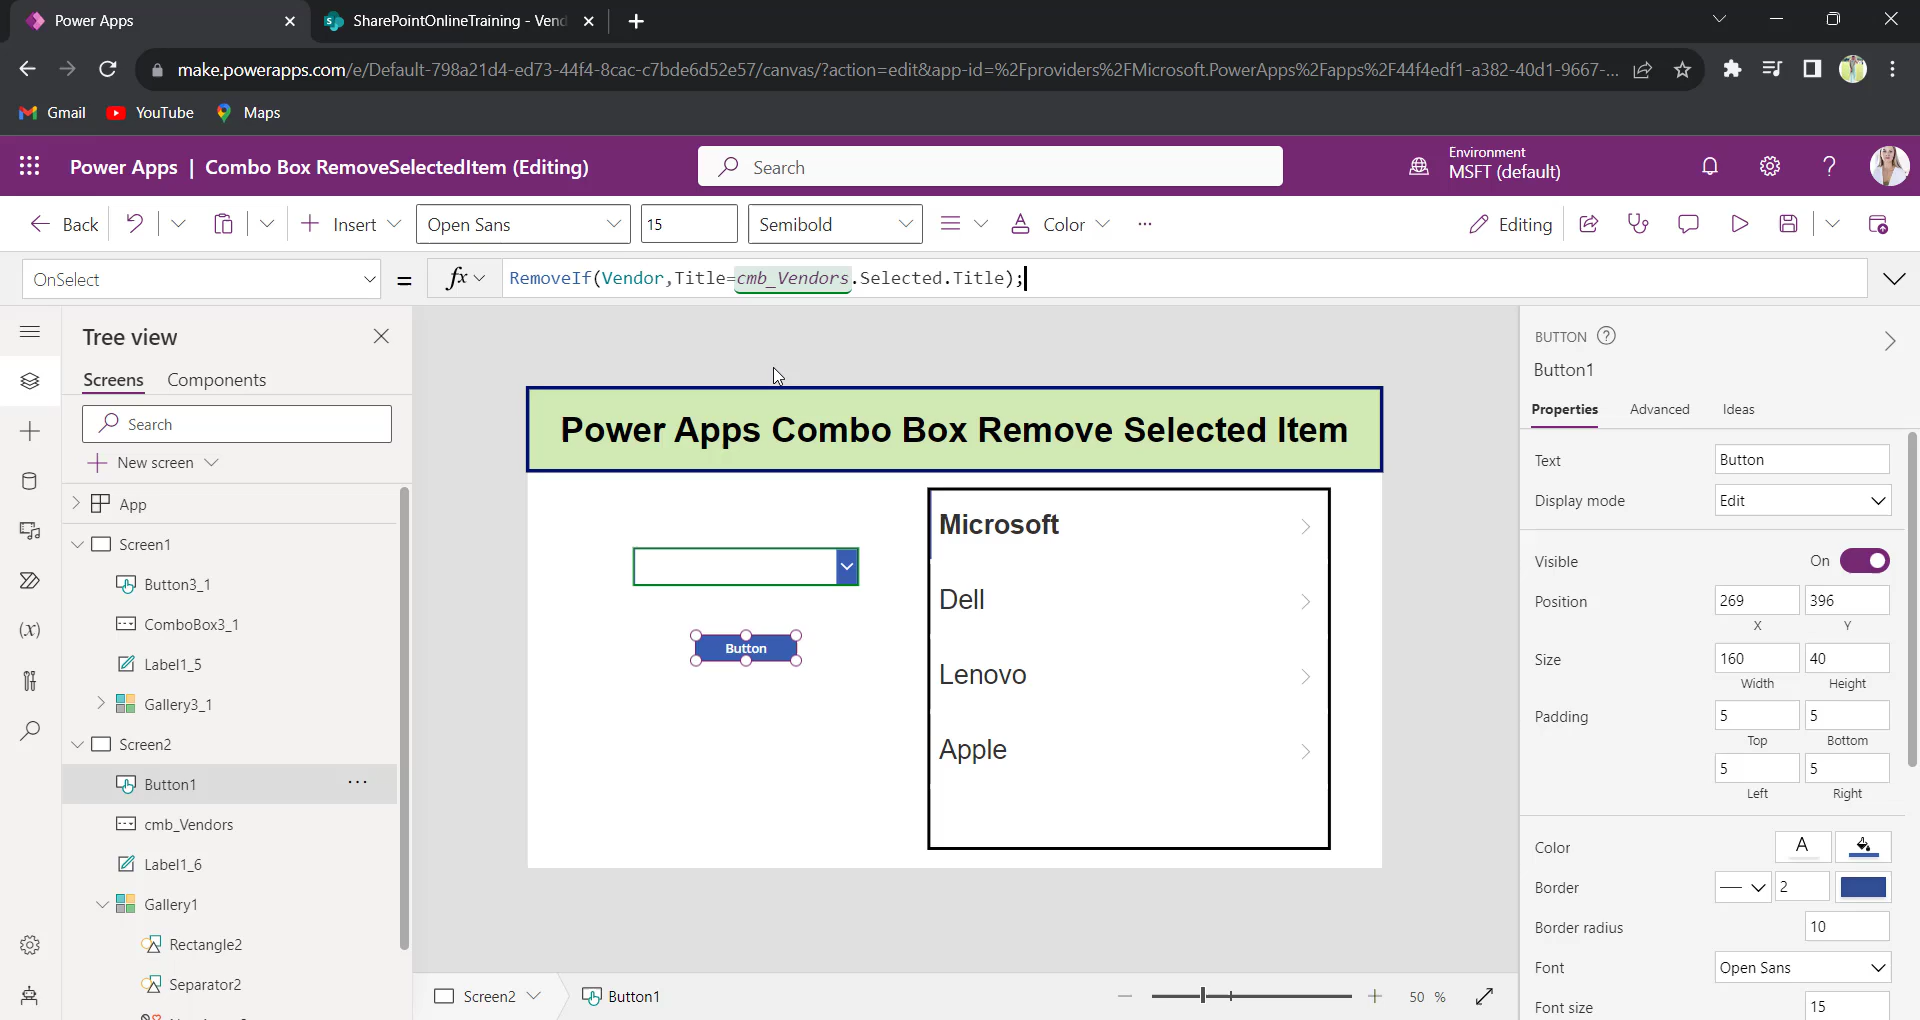 Power Apps
SharePointOnlineTraining - Vend
make.powerapps.com/e/Default-798a21d4-ed73-44f4-8cac-c7bde6d52e57/canvas/?action=edit&app-id=%2Fproviders%2FMicrosoft.PowerApps%2Fapps%2F44f4edf1-a382-40d1-9667-...
Gmail YouTube Maps
Power Apps | Combo Box RemoveSelectedItem (Editing)
Search
Environment
MSFT (default)
Back
Insert
Open Sans
15
Semibold
Color
...
Editing
OnSelect
=
fx
RemoveIf(Vendor,Title=cmb_Vendors.Selected.Title);
Tree view
Screens Components
Search
New screen
App
Screen1
Button3_1
ComboBox3_1
Label1_5
Gallery3_1
Screen2
Button1 ...
cmb_Vendors
Label1_6
Gallery1
Rectangle2
Separator2
(x)
Power Apps Combo Box Remove Selected Item
Button
Microsoft
Dell
Lenovo
Apple
Screen2
Button1
50 %
BUTTON
Button1
Properties Advanced Ideas
Text Button
Display mode Edit
Visible On
Position 269 396
X Y
Size 160 40
Width Height
Padding 5 5
Top Bottom
5 5
Left Right
Color A
Border 2
Border radius 10
Font Open Sans
Font size 15